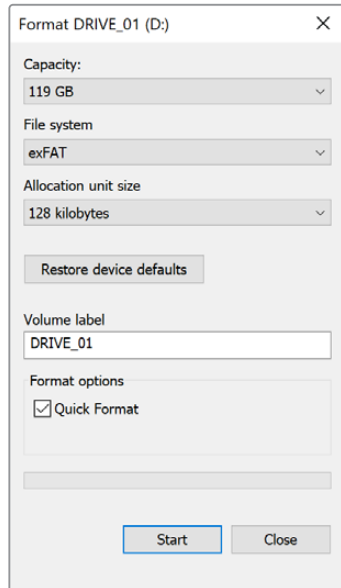 Format DRIVE_01 (D:)
Capacity:
119 GB
File system
exFAT
Allocation unit size
128 kilobytes
Restore device defaults
Volume label
DRIVE_01
Format options
Quick Format
Start Close